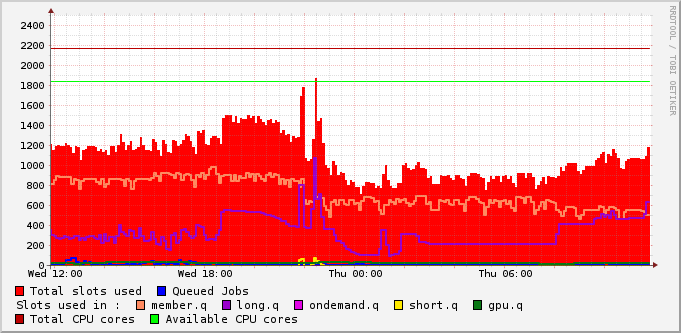 RRDTOOL / TOBI OETIKER
2400
2200
2000
1800
1600
1400
1200
1000
800
600
400
200
0
Wed 12:00 Wed 18:00 Thu 00:00 Thu 06:00
Total slots used Queued Jobs
Slots used in : member.q long.q ondemand.q short.q gpu.q
Total CPU cores Available CPU cores